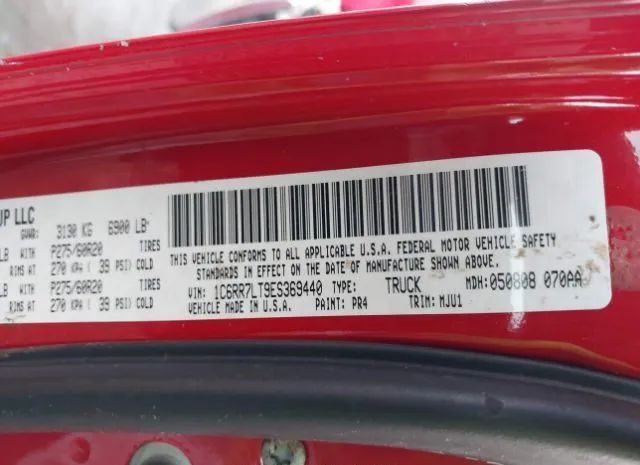 UP LLC
GVWR: 3130 KG 6900 LB
LB WITH P275/60R20 TIRES
RIMS AT 270 KPA ( 39 PSI) COLD
LB WITH P275/60R20 TIRES
RIMS AT 270 KPA ( 39 PSI) COLD
THIS VEHICLE CONFORMS TO ALL APPLICABLE U.S.A. FEDERAL MOTOR VEHICLE SAFETY
STANDARDS IN EFFECT ON THE DATE OF MANUFACTURE SHOWN ABOVE.
VIN: 1C6RR7LT9ES369440 TYPE: TRUCK MDH: 050808 070AA
VEHICLE MADE IN U.S.A. PAINT: PR4 TRIM: MJU1